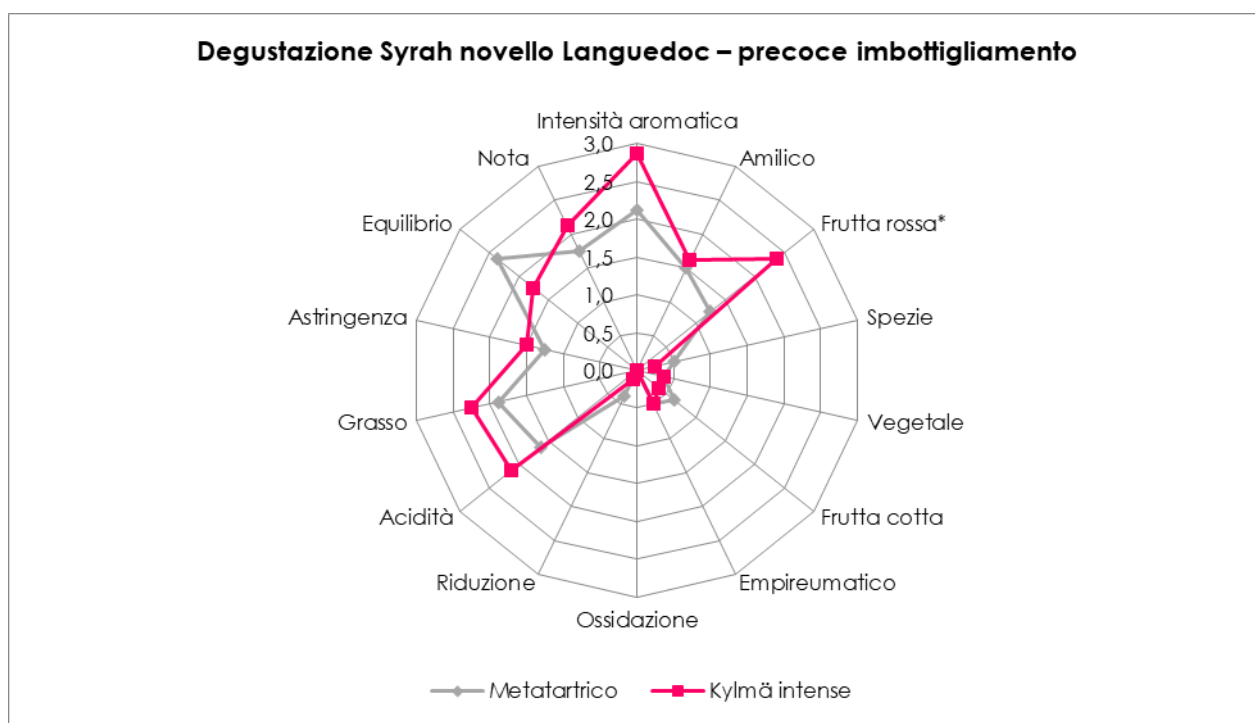 Degustazione Syrah novello Languedoc – precoce imbottigliamento
Intensità aromatica
3,0
Nota
Amilico
2,5
2,0
Equilibrio
Frutta rossa*
1,5
1,0
Astringenza
Spezie
0,5
0,0
Grasso
Vegetale
Acidità
Frutta cotta
Riduzione
Empireumatico
Ossidazione
Metatartrico
Kylmä intense